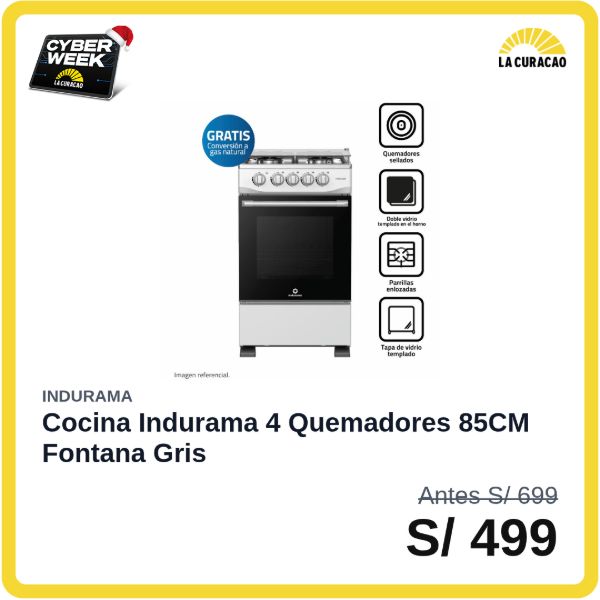 CYBER
WEEK
LA CURACAO
LA CURACAO
GRATIS
Conversión a
gas natural
Quemadores
sellados
Doble vidrio
templado en el horno
Parrillas
enlozadas
Tapa de vidrio
templado
indurama
Imagen referencial.
INDURAMA
Cocina Indurama 4 Quemadores 85CM
Fontana Gris
Antes S/ 699
S/ 499